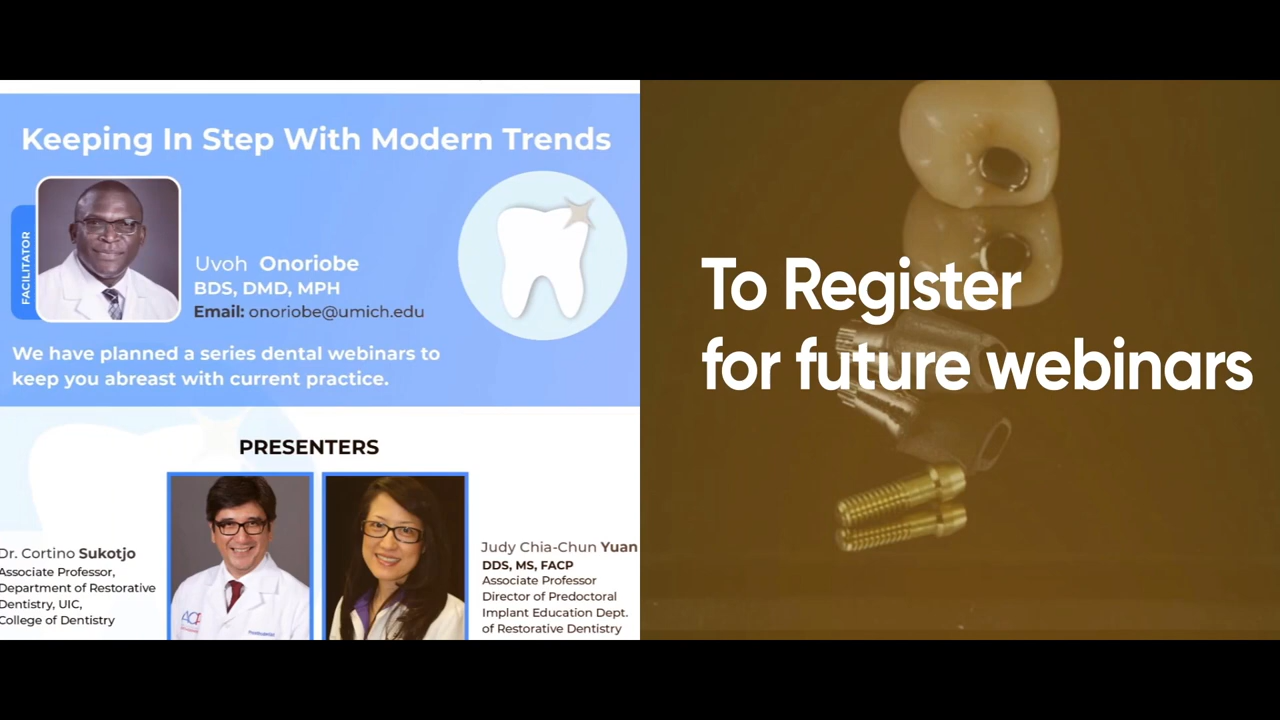 Keeping In Step With Modern Trends
FACILITATOR
Uvoh Onoriobe
BDS, DMD, MPH
Email: onoriobe@umich.edu
We have planned a series dental webinars to
keep you abreast with current practice.
PRESENTERS
Dr. Cortino Sukotjo
Associate Professor,
Department of Restorative
Dentistry, UIC,
College of Dentistry
Judy Chia-Chun Yuan
DDS, MS, FACP
Associate Professor
Director of Predoctoral
Implant Education Dept.
of Restorative Dentistry
To Register
for future webinars